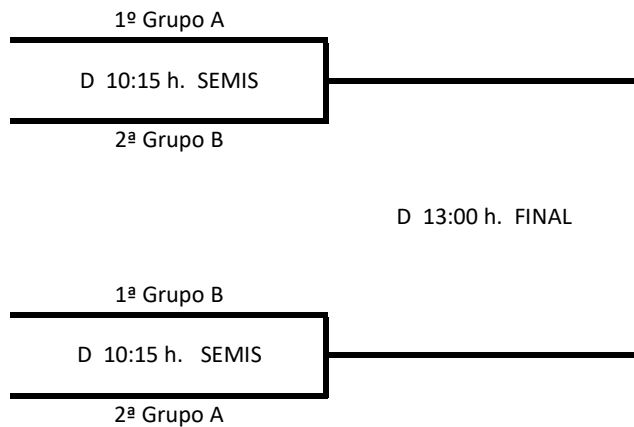 1º Grupo A
D 10:15 h. SEMIS
2ª Grupo B
D 13:00 h. FINAL
1ª Grupo B
D 10:15 h. SEMIS
2ª Grupo A